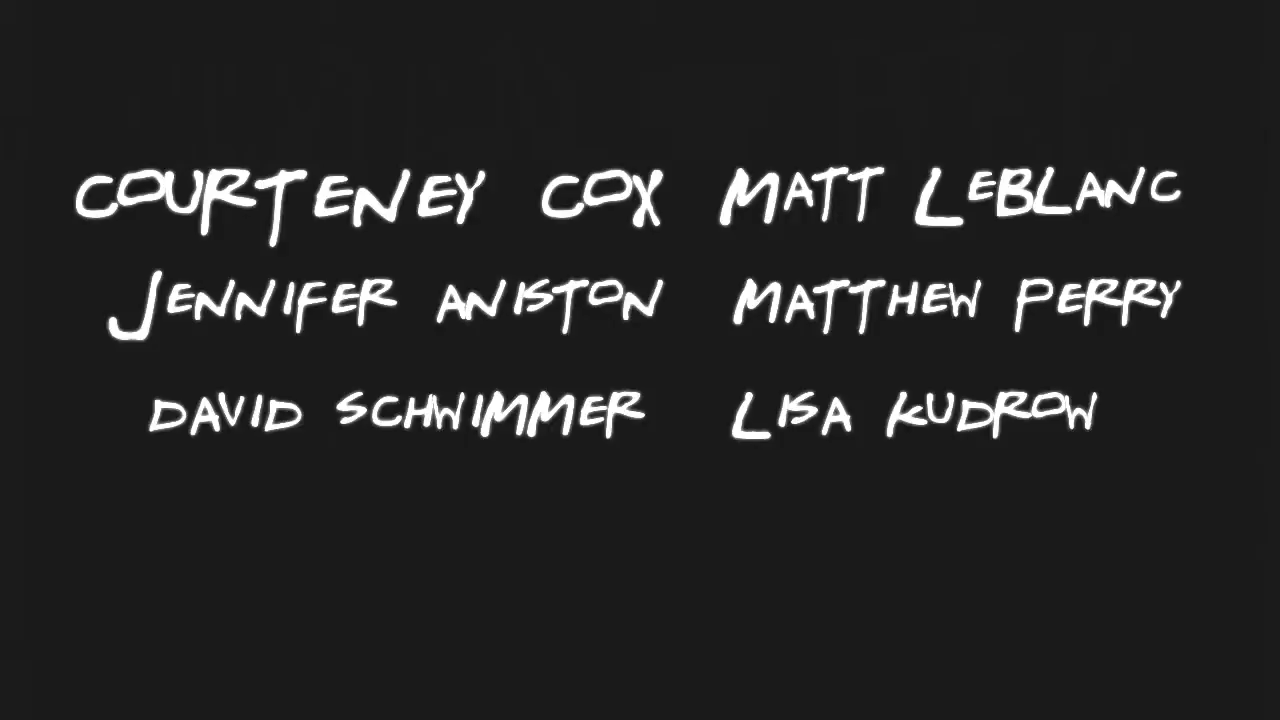 COURTENEY COX MATT LEBLANC
JENNIFER ANISTON MATTHEW PERRY
DAVID SCHWIMMER LISA KUDROW